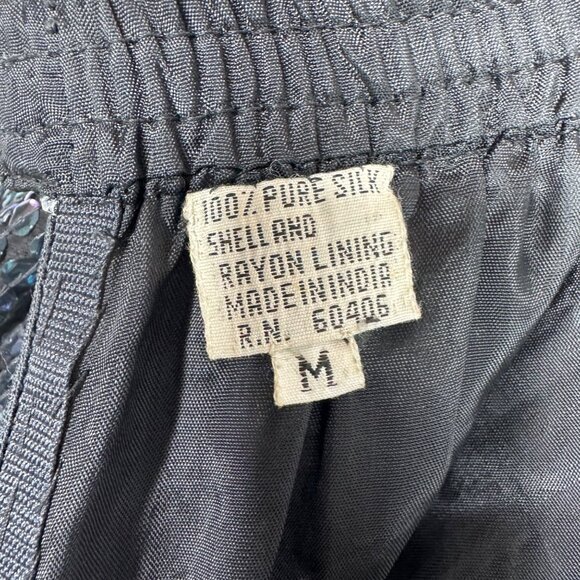 100% PURE SILK
SHELL AND
RAYON LINING
MADE IN INDIA
R.N. 60406
M